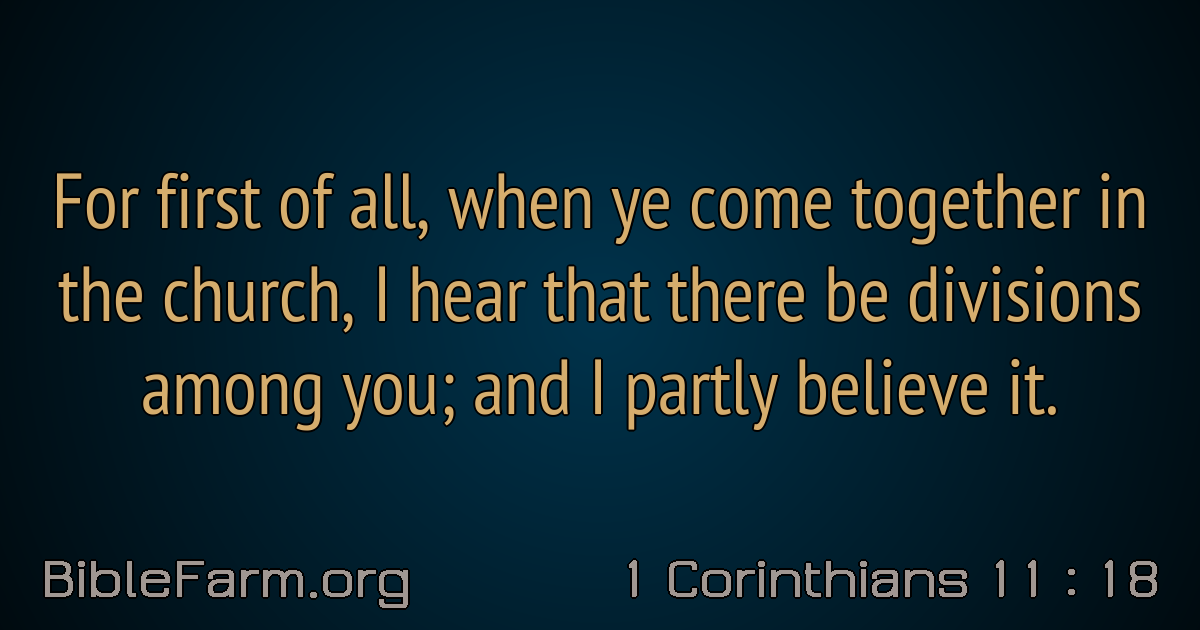 For first of all, when ye come together in
the church, I hear that there be divisions
among you; and I partly believe it.
BibleFarm.org
1 Corinthians 11 : 18